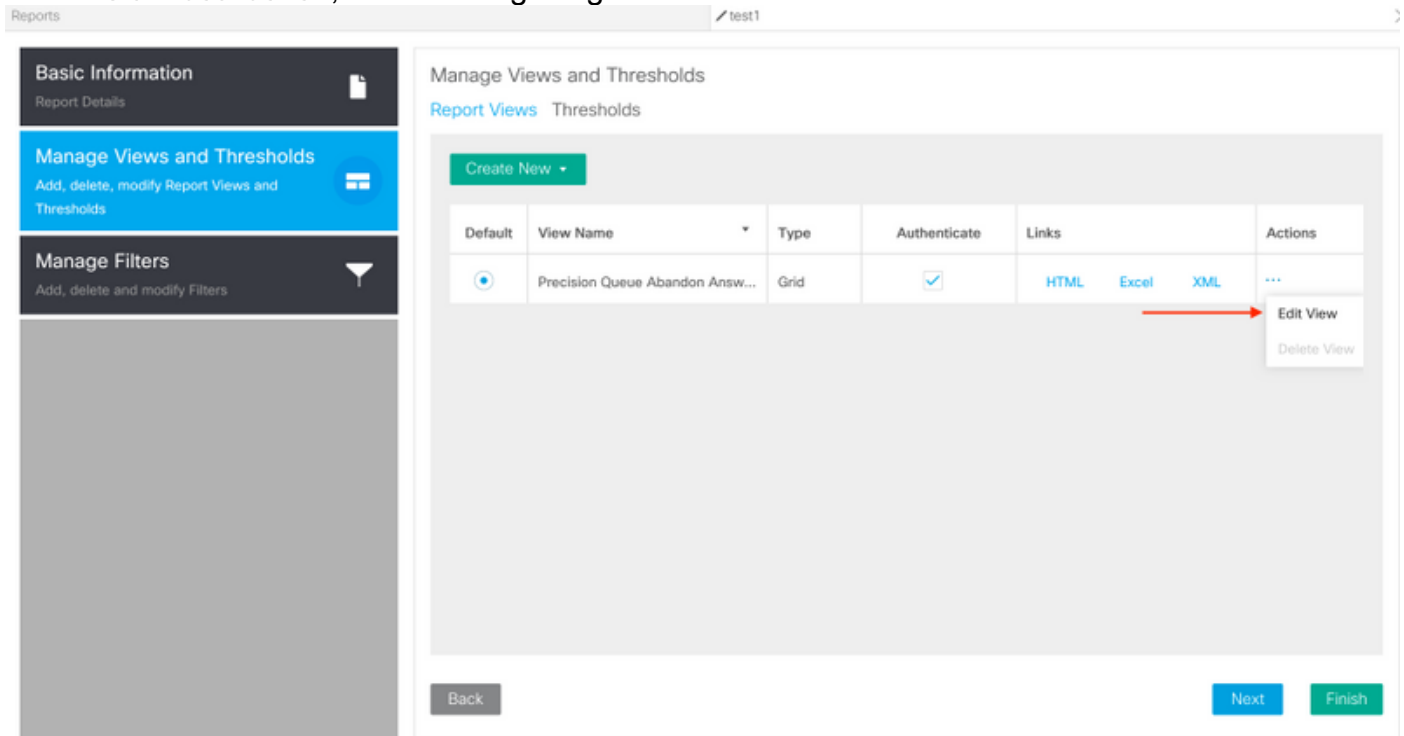 Reports
test1
Basic Information
Report Details
Manage Views and Thresholds
Add, delete, modify Report Views and
Thresholds
Manage Filters
Add, delete and modify Filters
Manage Views and Thresholds
Report Views Thresholds
Create New
Default View Name Type Authenticate Links Actions
Precision Queue Abandon Answ... Grid HTML Excel XML ...
Edit View
Delete View
Back Next Finish